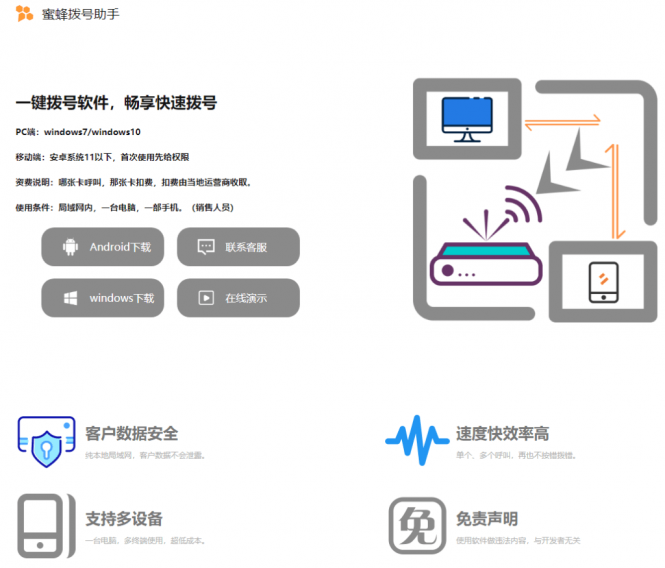 蜜蜂拨号助手
一键拨号软件，畅享快速拨号
PC端：windows7/windows10
移动端：安卓系统11以下，首次使用先给权限
资费说明：哪张卡呼叫，那张卡扣费，扣费由当地运营商收取。
使用条件：局域网内，一台电脑，一部手机。（销售人员）
Android下载
联系客服
windows下载
在线演示
客户数据安全
纯本地局域网，客户数据不会泄露。
速度快效率高
单个，多个呼叫，再也不按错拨错。
支持多设备
一台电脑，多终端使用，超低成本。
免
免责声明
使用软件做违法内容，与开发者无关